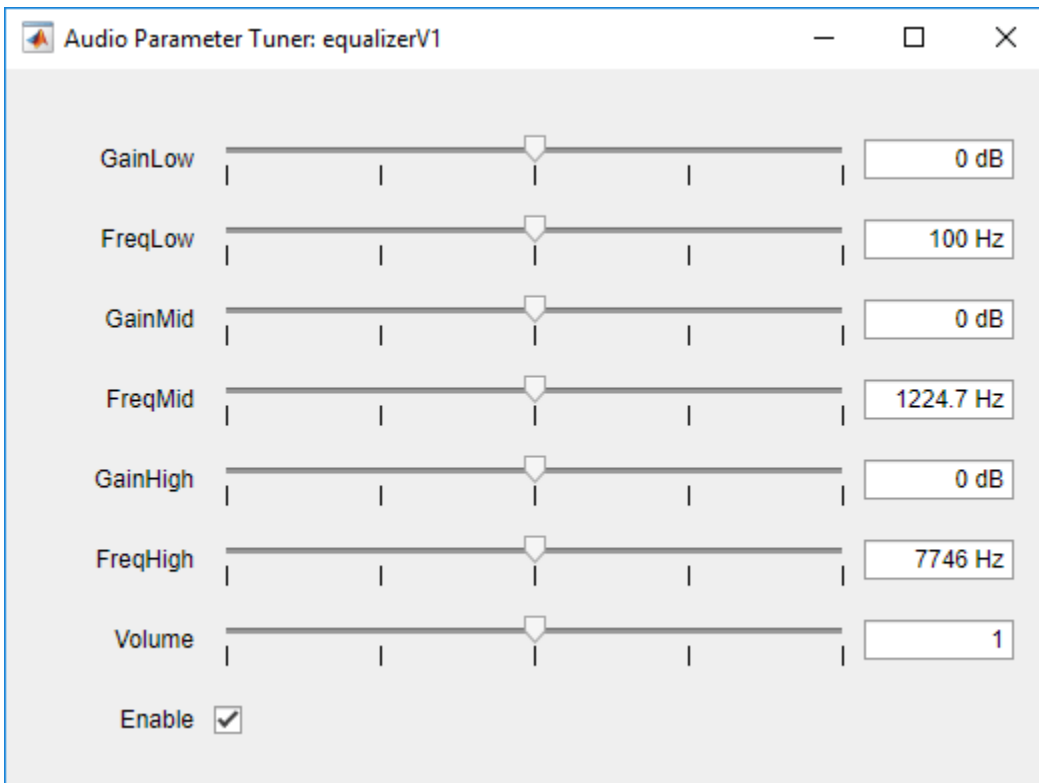 Audio Parameter Tuner: equalizerV1
GainLow 0 dB
FreqLow 100 Hz
GainMid 0 dB
FreqMid 1224.7 Hz
GainHigh 0 dB
FreqHigh 7746 Hz
Volume 1
Enable